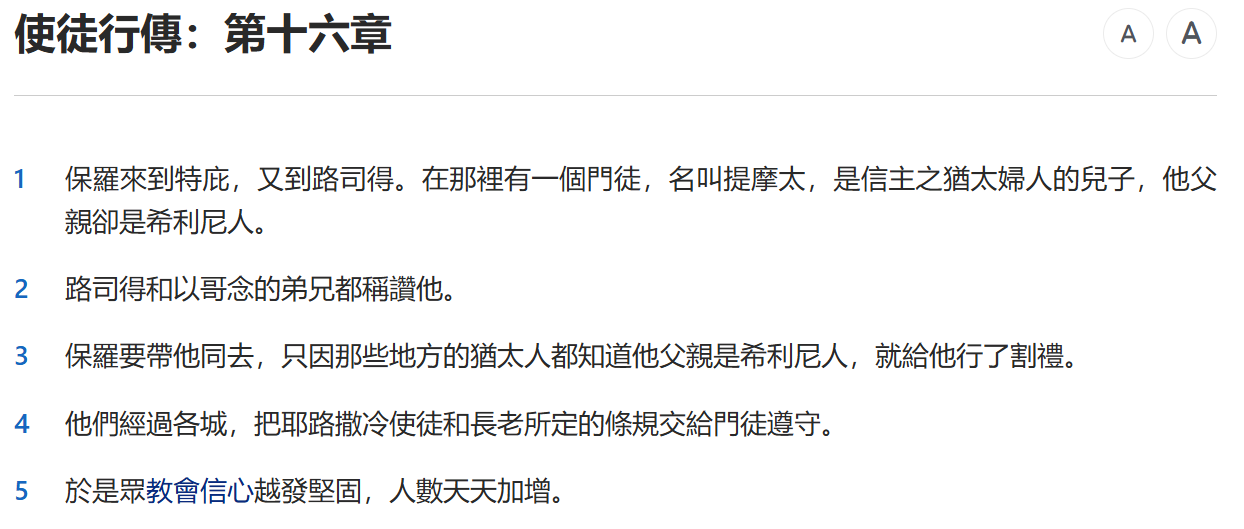 使徒行傳：第十六章
A A
1 保羅來到特庇，又到路司得。在那裡有一個門徒，名叫提摩太，是信主之猶太婦人的兒子，他父
親卻是希利尼人。
2 路司得和以哥念的弟兄都稱讚他。
3 保羅要帶他同去，只因那些地方的猶太人都知道他父親是希利尼人，就給他行了割禮。
4 他們經過各城，把耶路撒冷使徒和長老所定的條規交給門徒遵守。
5 於是眾教會信心越發堅固，人數天天加增。